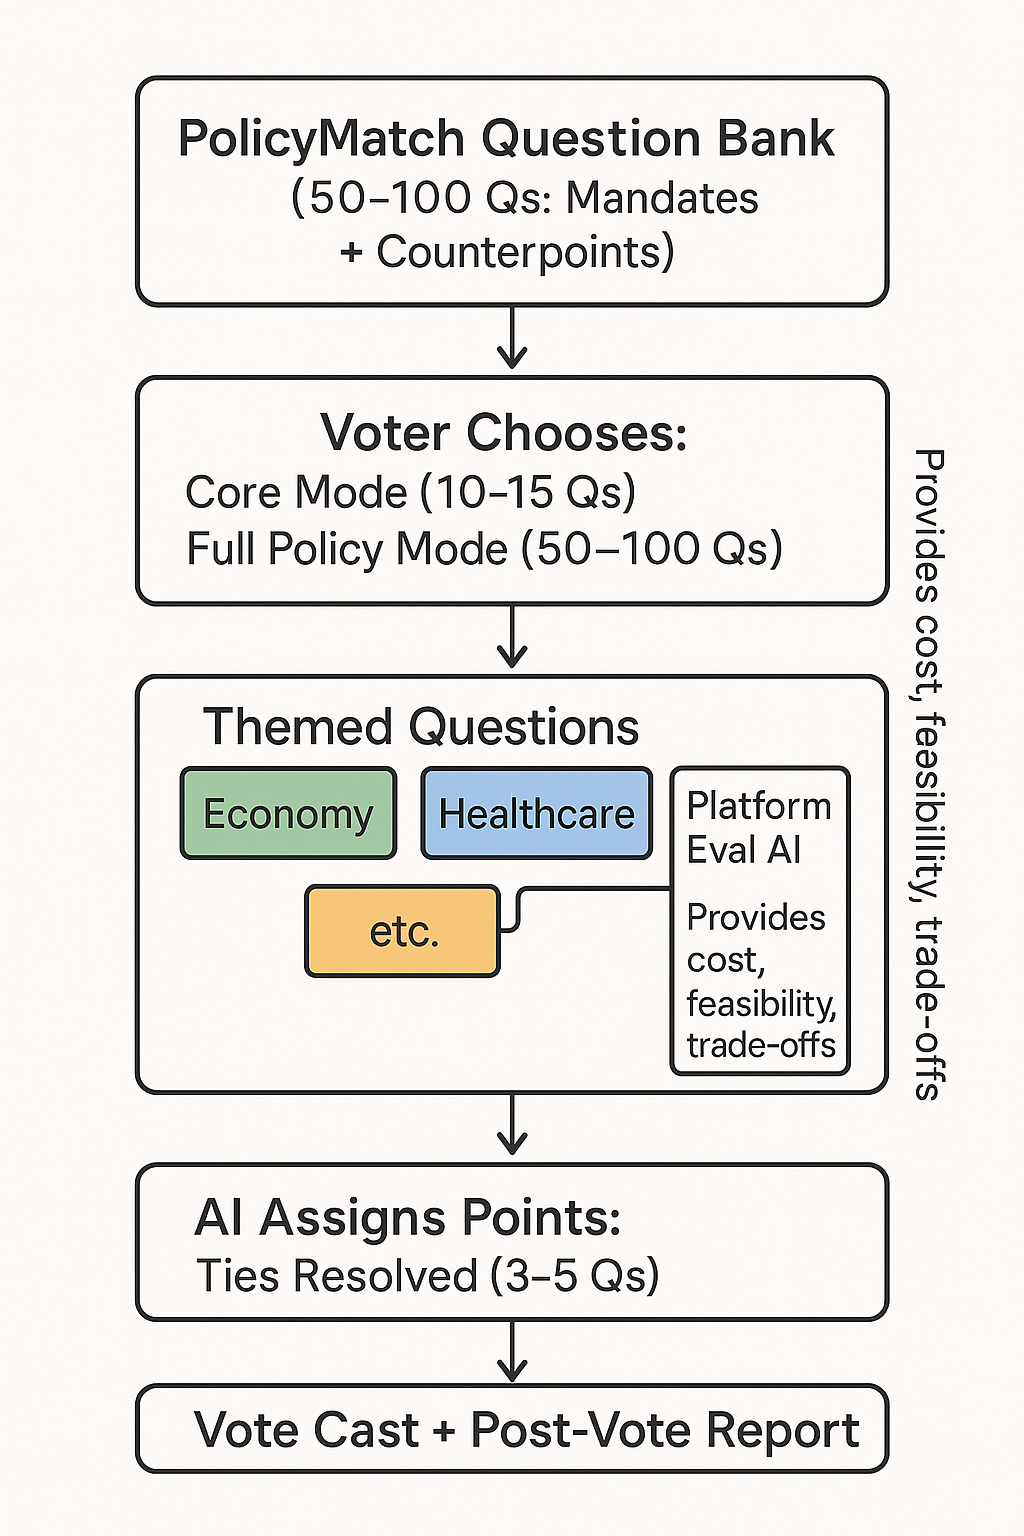 PolicyMatch Question Bank
(50–100 Qs: Mandates
+ Counterpoints)
Voter Chooses:
Core Mode (10–15 Qs)
Full Policy Mode (50–100 Qs)
Themed Questions
Economy
Healthcare
etc.
Platform
Eval AI
Provides
cost,
feasibility,
trade-offs
Provides cost, feesibillity, trade-offs
AI Assigns Points:
Ties Resolved (3–5 Qs)
Vote Cast + Post-Vote Report